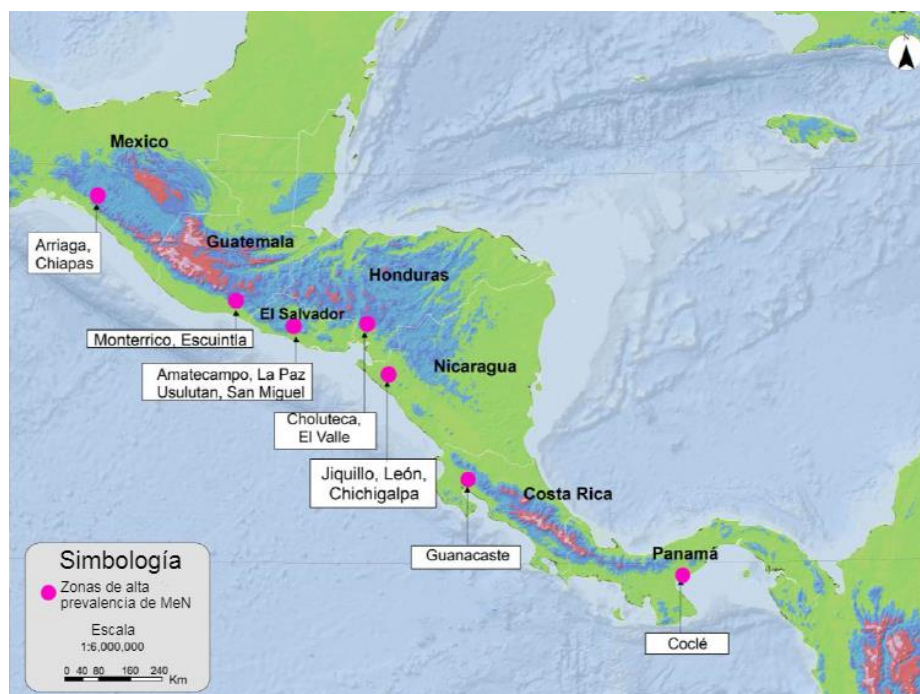 N
Mexico
Arriaga,
Chiapas
Guatemala
Honduras
El Salvador
Monterrico, Escuintla
Amatecampo, La Paz
Usulutan, San Miguel
Nicaragua
Choluteca,
El Valle
Jiquillo, León,
Chichigalpa
Costa Rica
Guanacaste
Panamá
Coclé
Simbología
Zonas de alta
prevalencia de MeN
Escala
1:6,000,000
0 40 80 160 240
Km